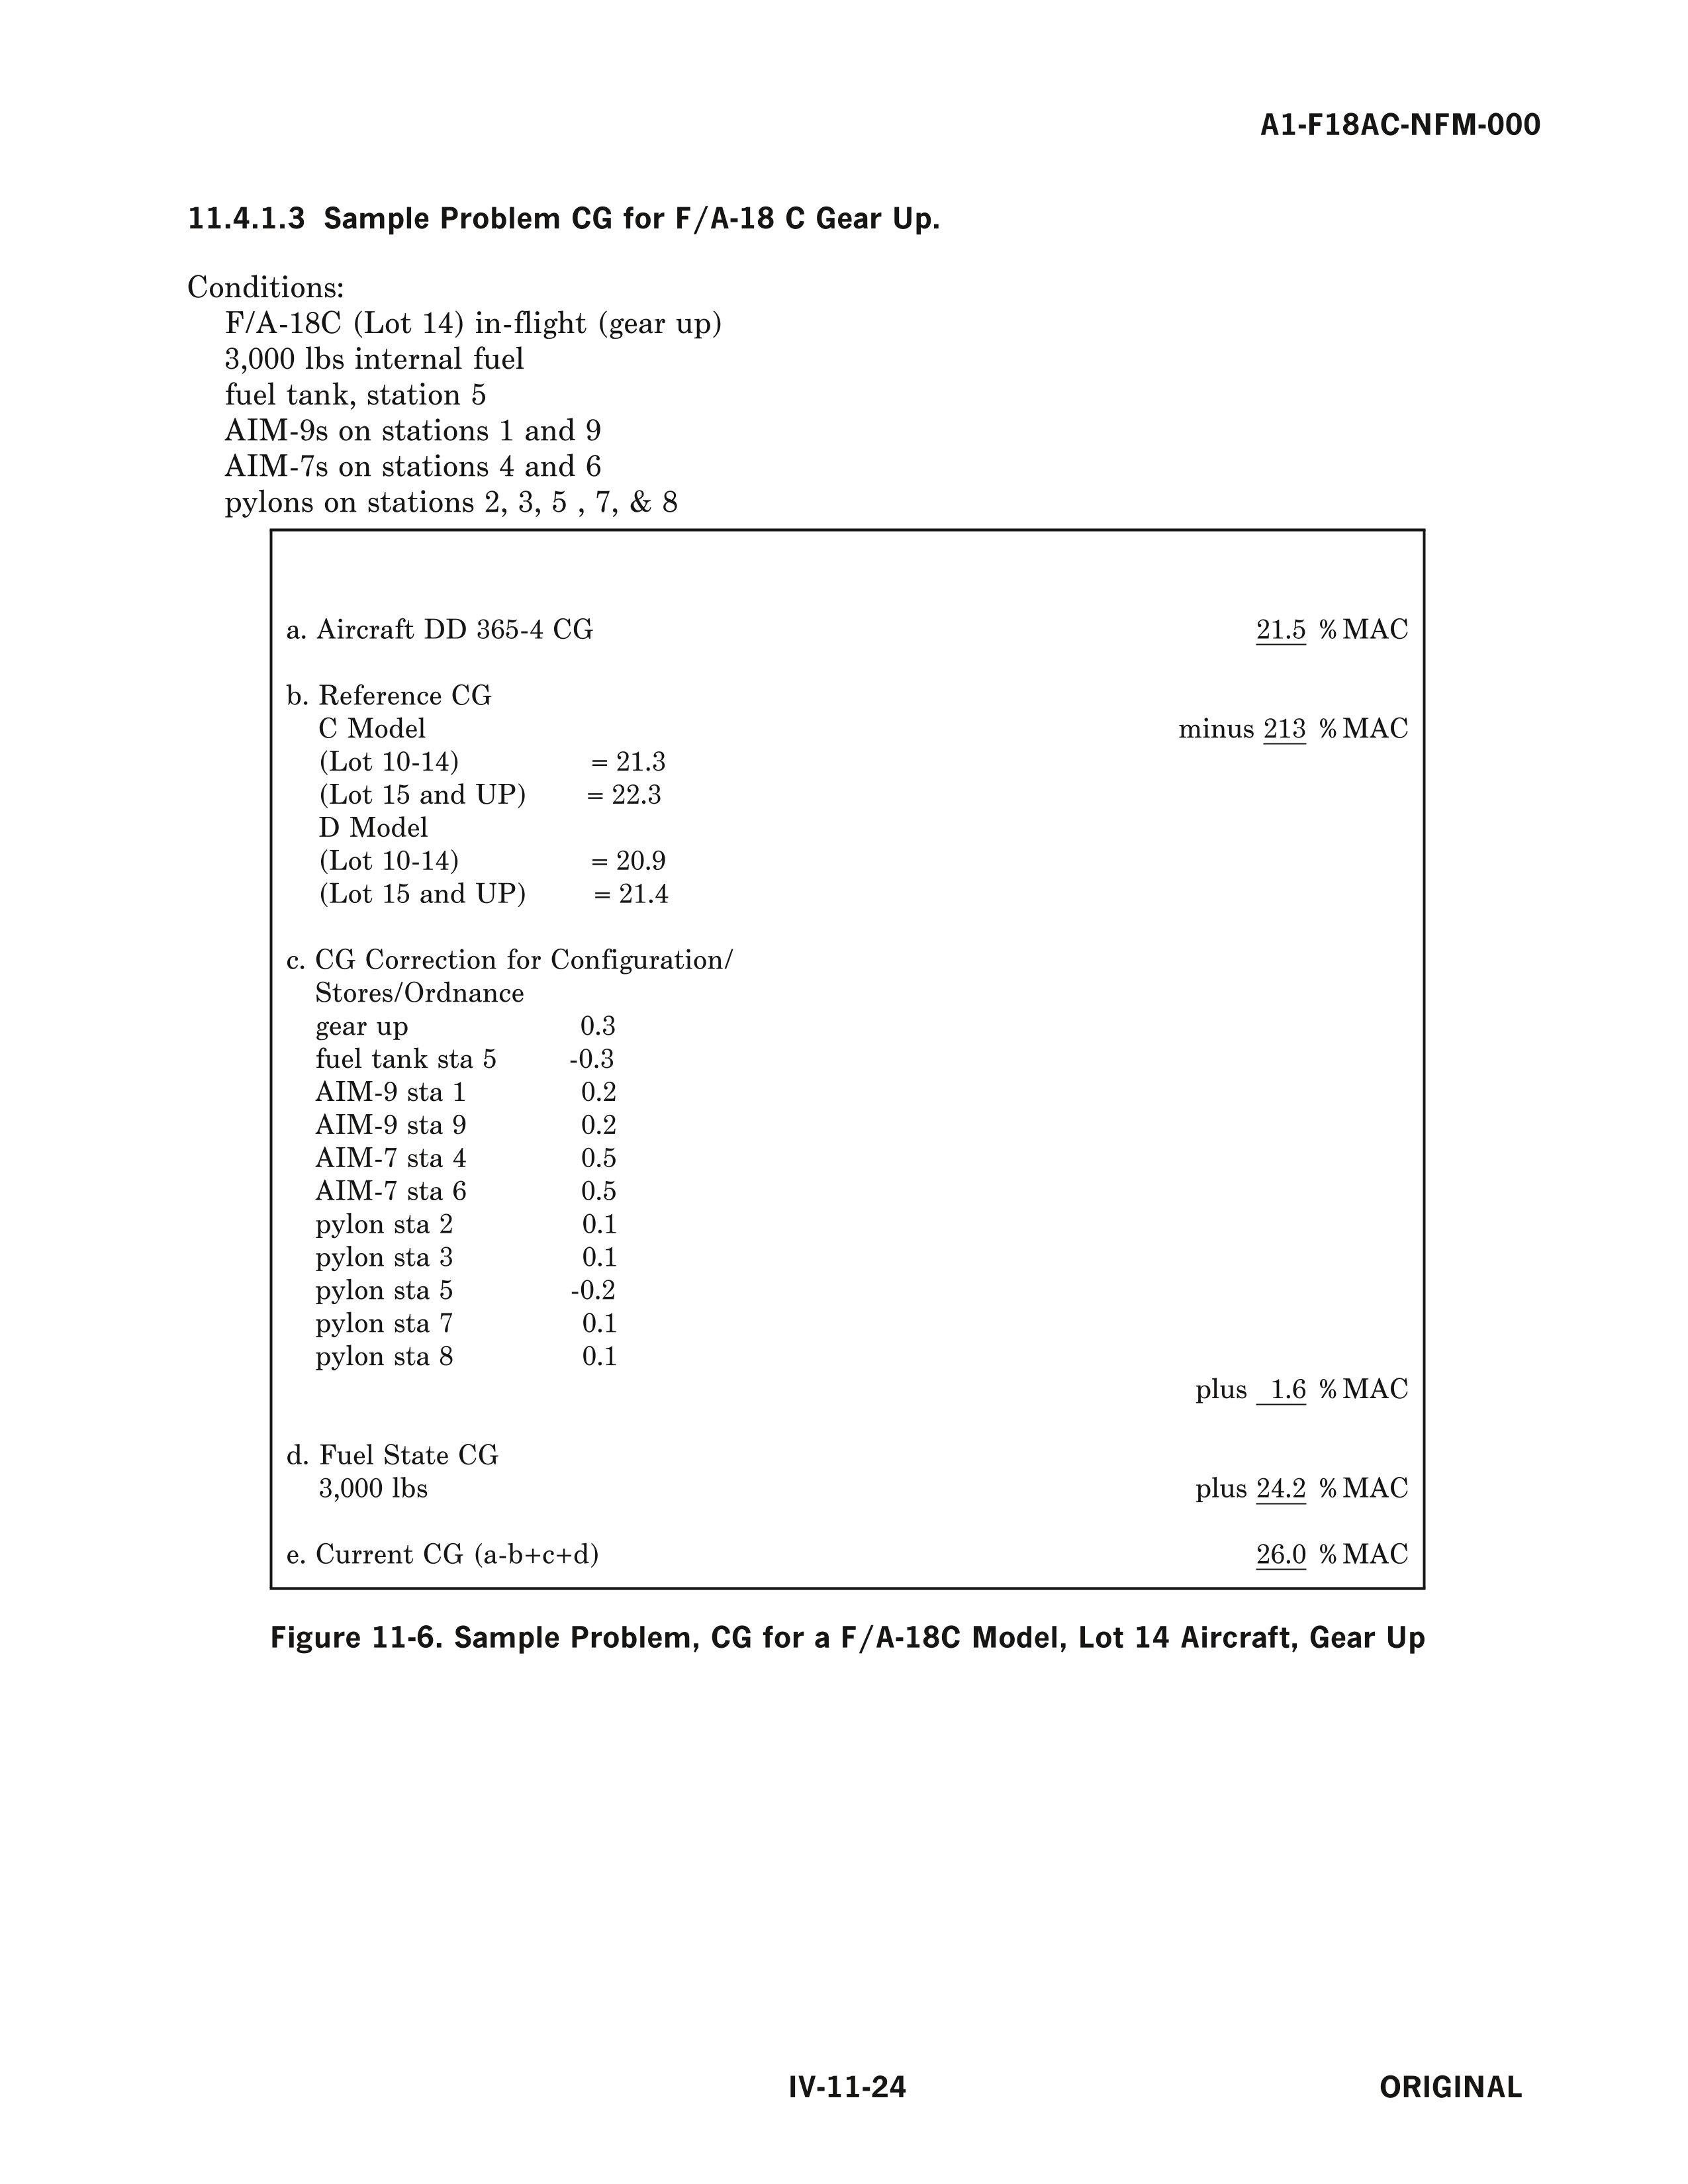 A1-F18AC-NFM-000
11.4.1.3 Sample Problem CG for F/A-18 C Gear Up.
Conditions:
F/A-18C (Lot 14) in-flight (gear up)
3,000 lbs internal fuel
fuel tank, station 5
AIM-9s on stations 1 and 9
AIM-7s on stations 4 and 6
pylons on stations 2, 3, 5 , 7, & 8
a. Aircraft DD 365-4 CG 21.5 % MAC
b. Reference CG
C Model minus 213 % MAC
(Lot 10-14) = 21.3
(Lot 15 and UP) = 22.3
D Model
(Lot 10-14) = 20.9
(Lot 15 and UP) = 21.4
c. CG Correction for Configuration/
Stores/Ordnance
gear up 0.3
fuel tank sta 5 -0.3
AIM-9 sta 1 0.2
AIM-9 sta 9 0.2
AIM-7 sta 4 0.5
AIM-7 sta 6 0.5
pylon sta 2 0.1
pylon sta 3 0.1
pylon sta 5 -0.2
pylon sta 7 0.1
pylon sta 8 0.1
plus 1.6 % MAC
d. Fuel State CG
3,000 lbs plus 24.2 % MAC
e. Current CG (a-b+c+d) 26.0 % MAC
Figure 11-6. Sample Problem, CG for a F/A-18C Model, Lot 14 Aircraft, Gear Up
IV-11-24 ORIGINAL